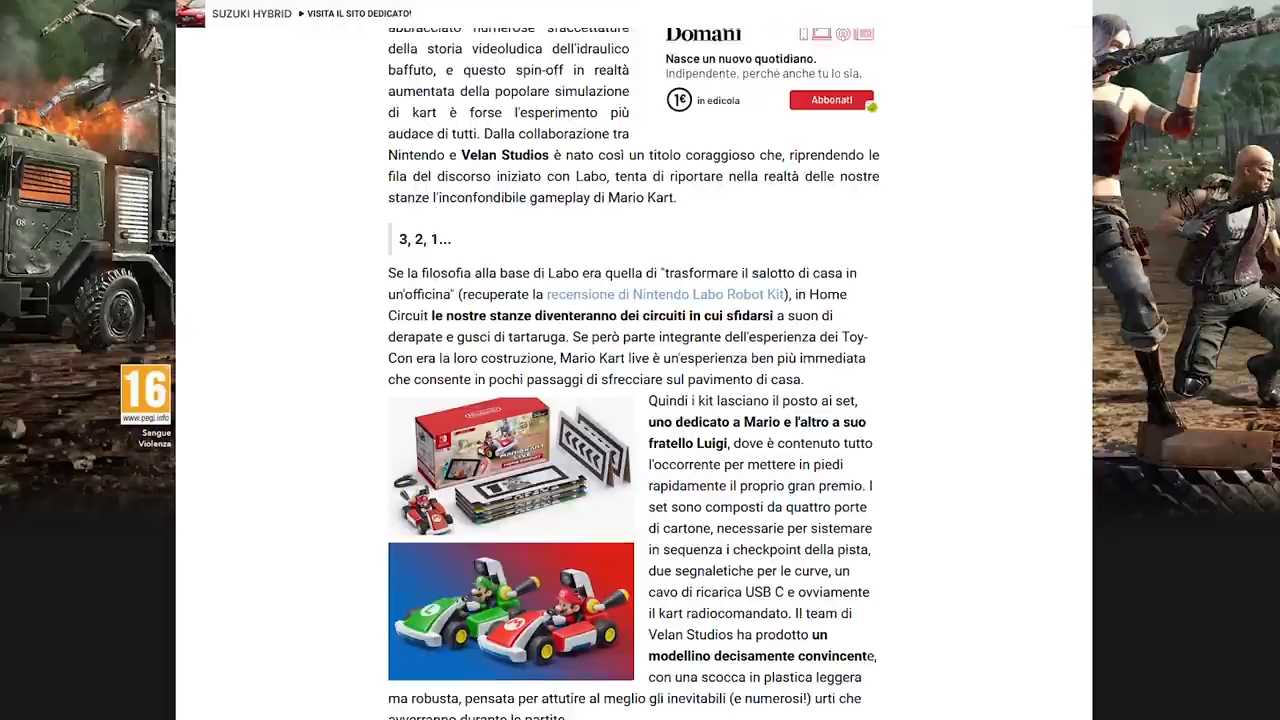 SUZUKI HYBRID ▶ VISITA IL SITO DEDICATO!
abbracciato numerose sfaccettature
della storia videoludica dell'idraulico
baffuto, e questo spin-off in realtà
aumentata della popolare simulazione
di kart è forse l'esperimento più
audace di tutti. Dalla collaborazione tra
Nintendo e Velan Studios è nato così un titolo coraggioso che, riprendendo le
fila del discorso iniziato con Labo, tenta di riportare nella realtà delle nostre
stanze l'inconfondibile gameplay di Mario Kart.
Domani
Nasce un nuovo quotidiano.
Indipendente, perché anche tu lo sia.
1€ in edicola
Abbonati
3, 2, 1...
Se la filosofia alla base di Labo era quella di "trasformare il salotto di casa in
un'officina" (recuperate la recensione di Nintendo Labo Robot Kit), in Home
Circuit le nostre stanze diventeranno dei circuiti in cui sfidarsi a suon di
derapate e gusci di tartaruga. Se però parte integrante dell'esperienza dei Toy-
Con era la loro costruzione, Mario Kart live è un'esperienza ben più immediata
che consente in pochi passaggi di sfrecciare sul pavimento di casa.
Quindi i kit lasciano il posto ai set,
uno dedicato a Mario e l'altro a suo
fratello Luigi, dove è contenuto tutto
l'occorrente per mettere in piedi
rapidamente il proprio gran premio. I
set sono composti da quattro porte
di cartone, necessarie per sistemare
in sequenza i checkpoint della pista,
due segnaletiche per le curve, un
cavo di ricarica USB C e ovviamente
il kart radiocomandato. Il team di
Velan Studios ha prodotto un
modellino decisamente convincente,
con una scocca in plastica leggera
ma robusta, pensata per attutire al meglio gli inevitabili (e numerosi!) urti che
avverranno durante le partite.
08
16
www.pegi.info
Sangue
Violenza
Nintendo
L
M